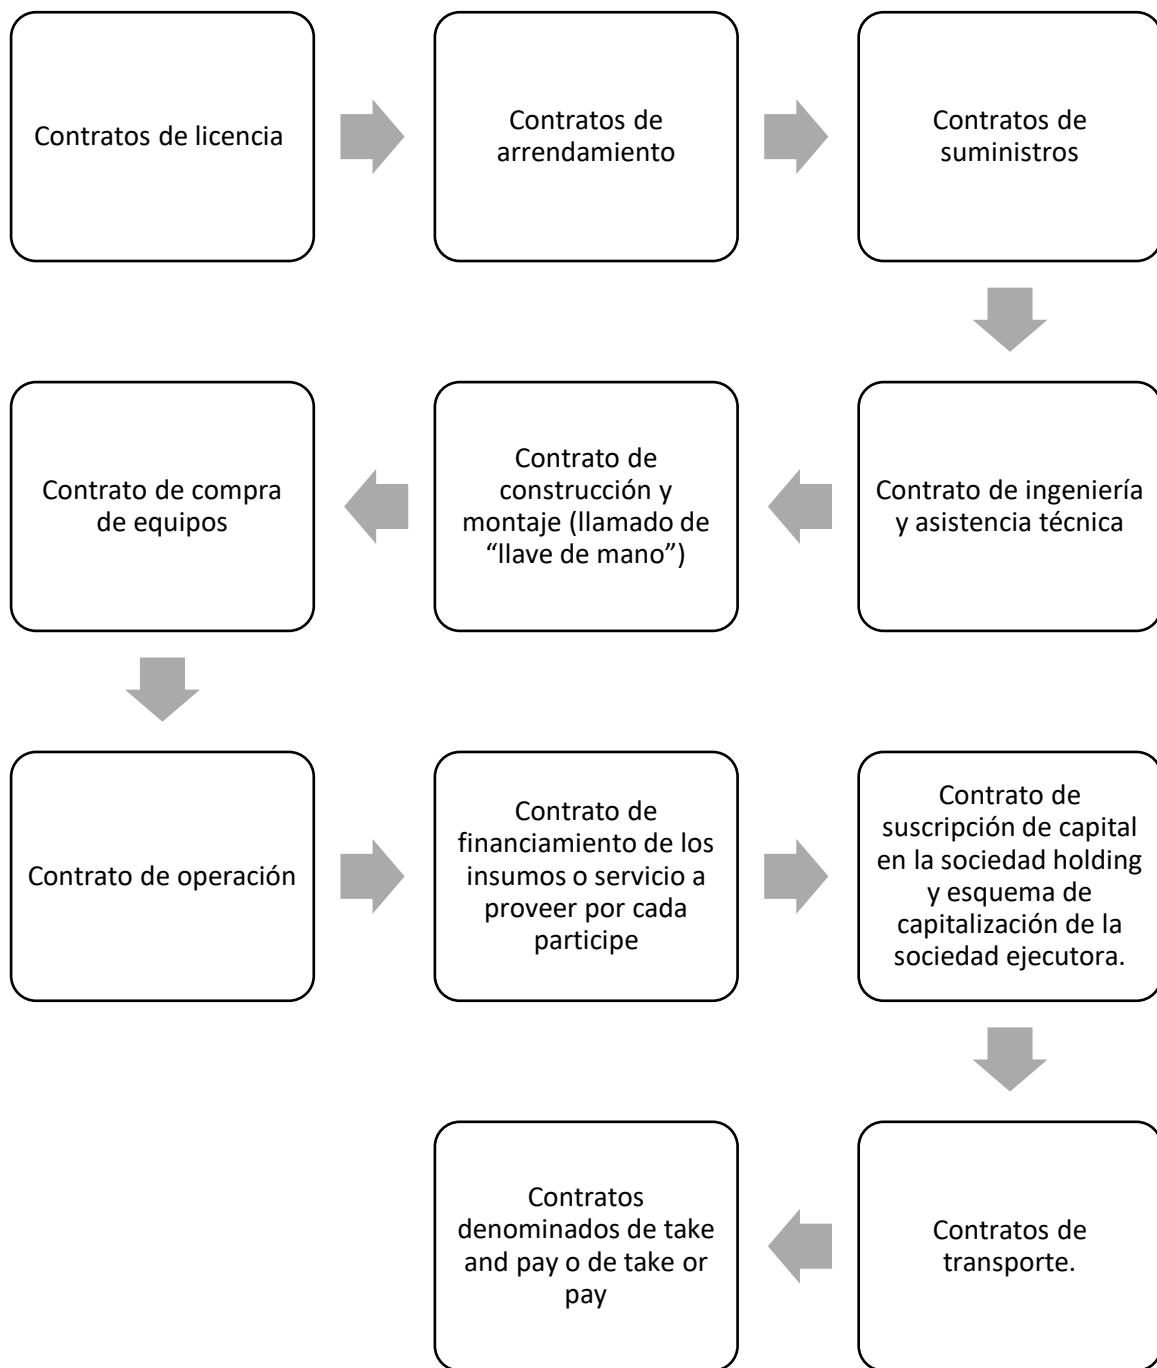 Contratos de licencia
Contratos de
arrendamiento
Contratos de
suministros
Contrato de ingeniería
y asistencia técnica
Contrato de
construcción y
montaje (llamado de
“llave de mano”)
Contrato de compra
de equipos
Contrato de operación
Contrato de
financiamiento de los
insumos o servicio a
proveer por cada
participe
Contrato de
suscripción de capital
en la sociedad holding
y esquema de
capitalización de la
sociedad ejecutora.
Contratos de
transporte.
Contratos
denominados de take
and pay o de take or
pay